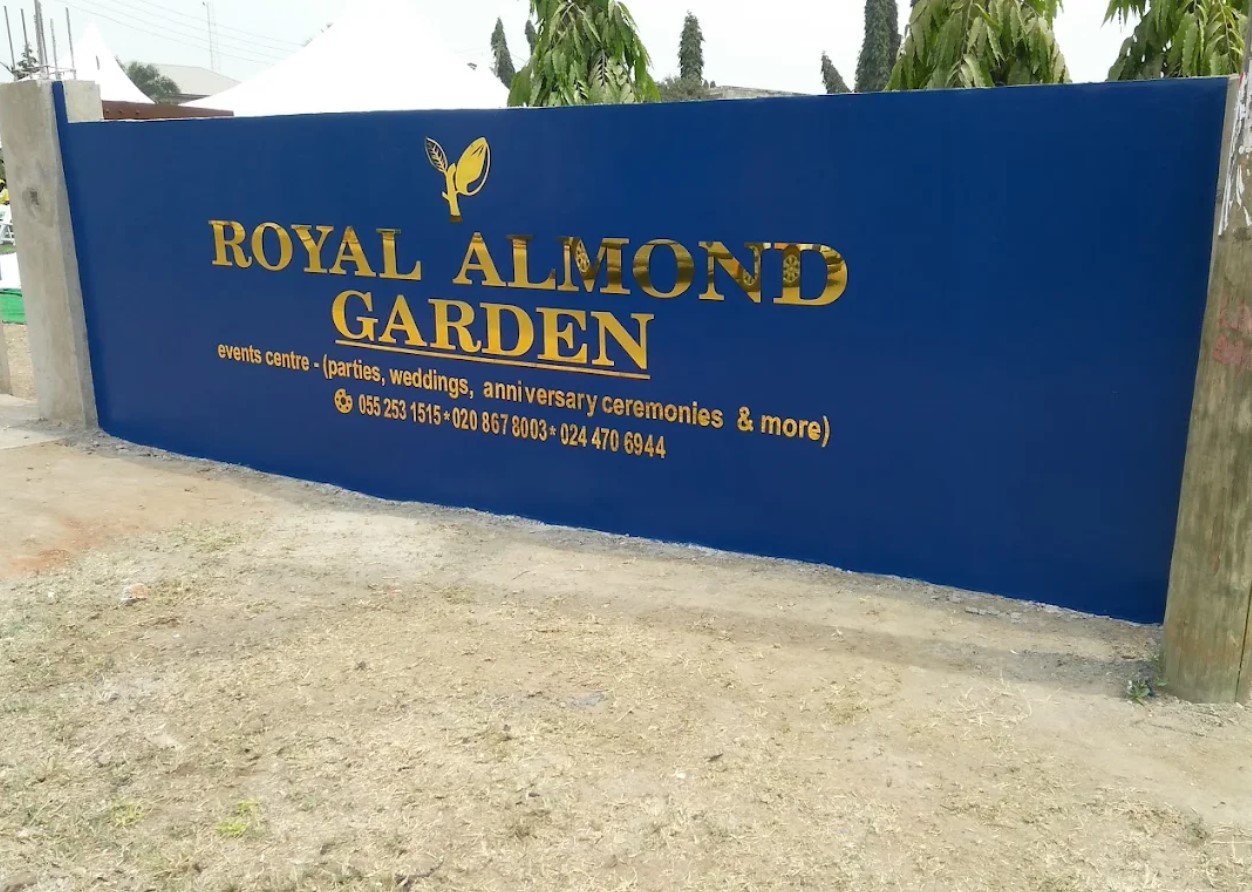 ROYAL ALMOND
GARDEN
events centre - (parties, weddings, anniversary ceremonies & more)
055 253 1515*020 867 8003* 024 470 6944